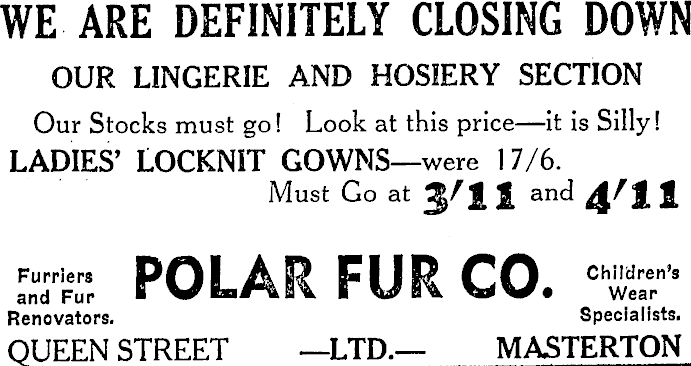 WE ARE DEFINITELY CLOSING DOWN
OUR LINGERIE AND HOSIERY SECTION
Our Stocks must go! Look at this price—it is Silly!
LADIES' LOCKNIT GOWNS—were 17/6.
Must Go at 3'11 and 4'11
Furriers
and Fur
Renovators.
POLAR FUR CO.
Children's
Wear
Specialists.
QUEEN STREET —LTD.— MASTERTON